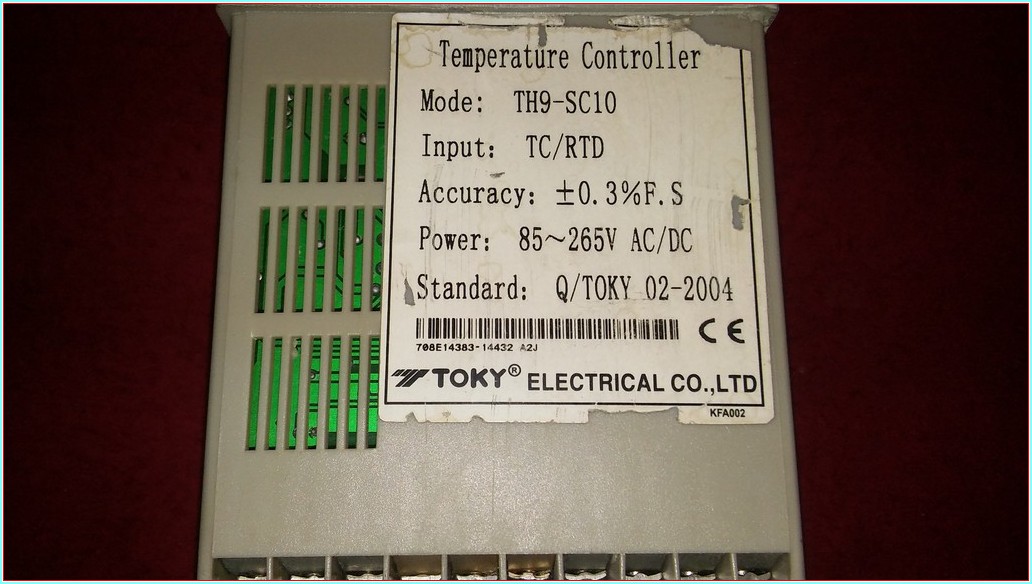 Temperature Controller
Mode: TH9-SC10
Input: TC/RTD
Accuracy: ±0.3%F.S
Power: 85~265V AC/DC
Standard: Q/TOKY 02-2004
CE
708E14383-14432 A2J
TOKY® ELECTRICAL CO.,LTD
KFA002